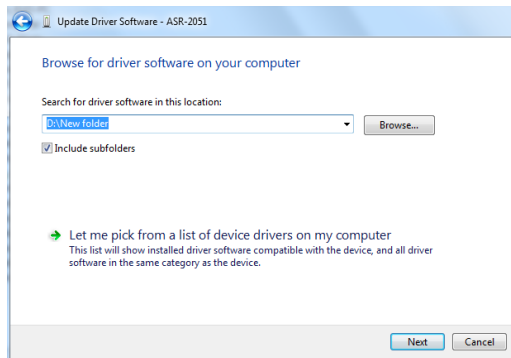 Update Driver Software - ASR-2051
Browse for driver software on your computer
Search for driver software in this location:
D:\New folder
Browse...
Include subfolders
Let me pick from a list of device drivers on my computer
This list will show installed driver software compatible with the device, and all driver
software in the same category as the device.
Next Cancel